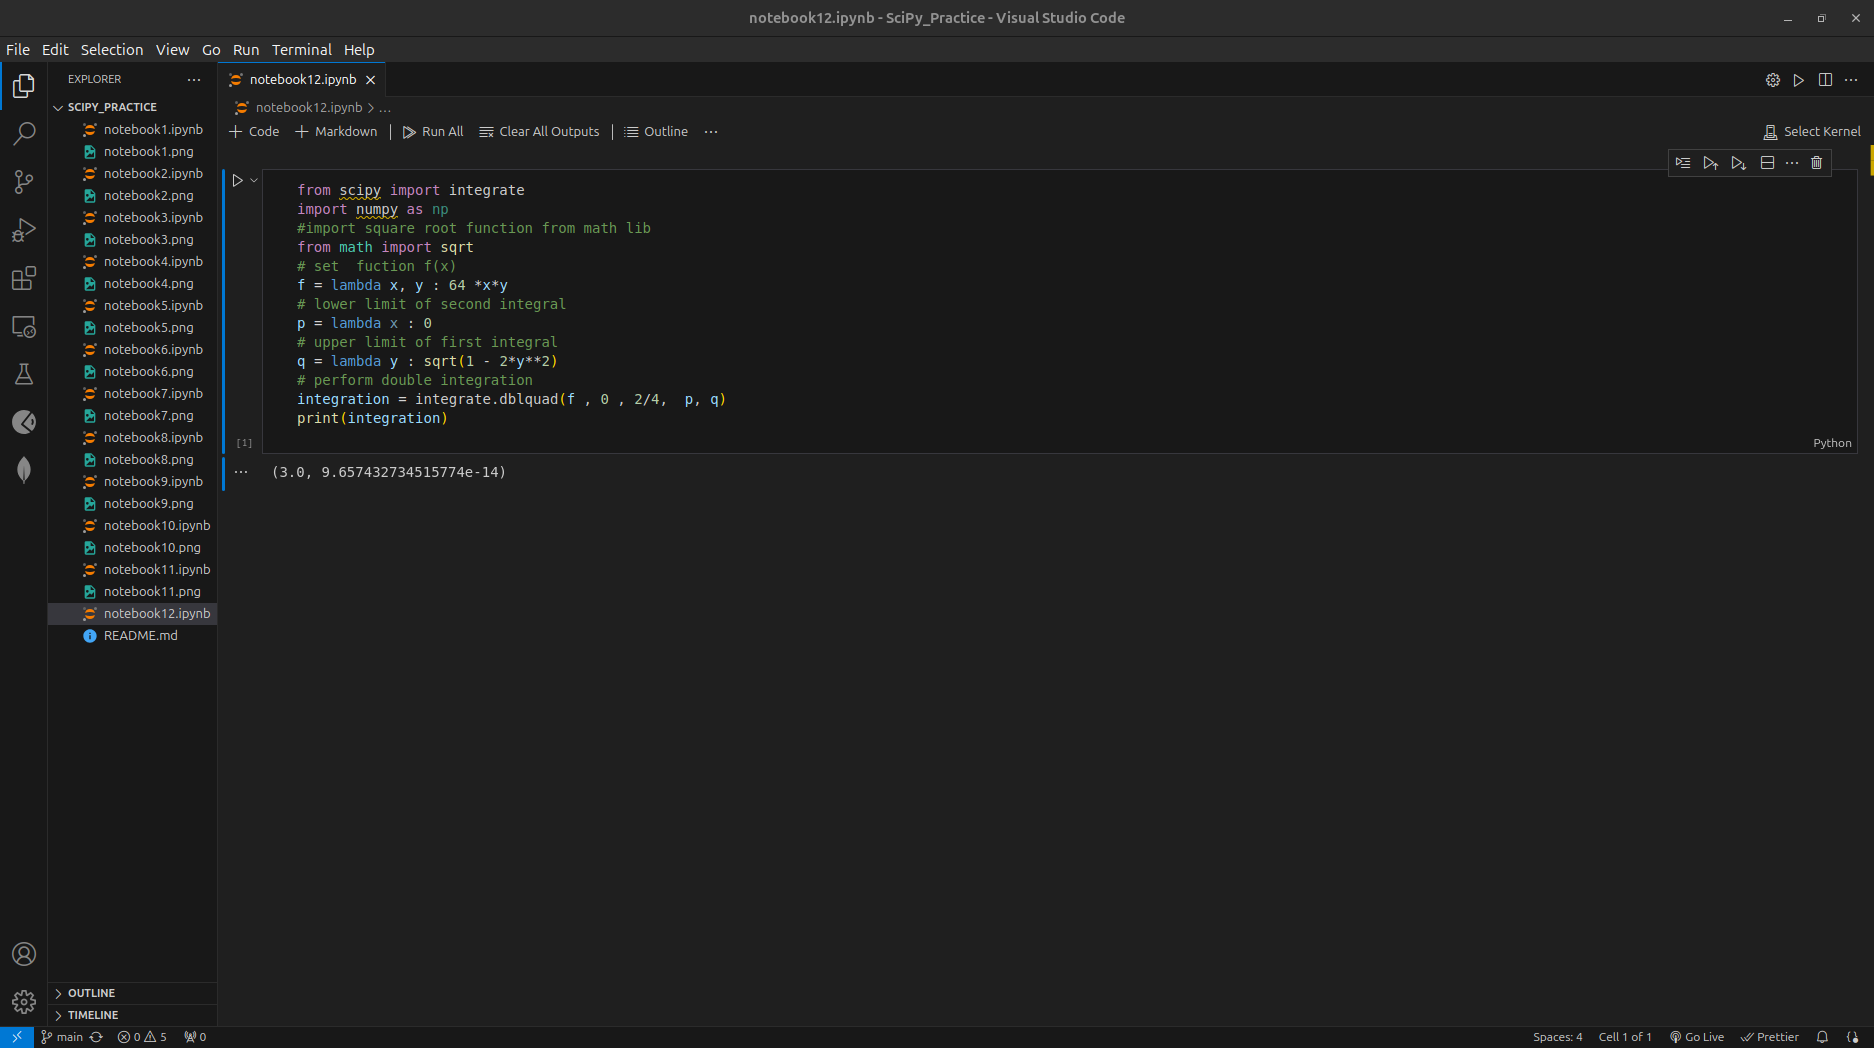 notebook12.ipynb - SciPy_Practice - Visual Studio Code
File Edit Selection View Go Run Terminal Help
EXPLORER
SCIPY_PRACTICE
notebook1.ipynb
notebook1.png
notebook2.ipynb
notebook2.png
notebook3.ipynb
notebook3.png
notebook4.ipynb
notebook4.png
notebook5.ipynb
notebook5.png
notebook6.ipynb
notebook6.png
notebook7.ipynb
notebook7.png
notebook8.ipynb
notebook8.png
notebook9.ipynb
notebook9.png
notebook10.ipynb
notebook10.png
notebook11.ipynb
notebook11.png
notebook12.ipynb
README.md
OUTLINE
TIMELINE
notebook12.ipynb
notebook12.ipynb > ...
+ Code + Markdown | Run All Clear All Outputs | Outline ...
Select Kernel
from scipy import integrate
import numpy as np
#import square root function from math lib
from math import sqrt
# set  fuction f(x)
f = lambda x, y : 64 *x*y
# lower limit of second integral
p = lambda x : 0
# upper limit of first integral
q = lambda y : sqrt(1 - 2*y**2)
# perform double integration
integration = integrate.dblquad(f , 0 , 2/4,  p, q)
print(integration)
[1]
Python
(3.0, 9.657432734515774e-14)
main 0 5 0
Spaces: 4 Cell 1 of 1 Go Live Prettier